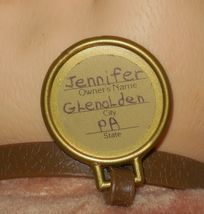 Jennifer
Owner's Name
Glenolden
City
PA
State